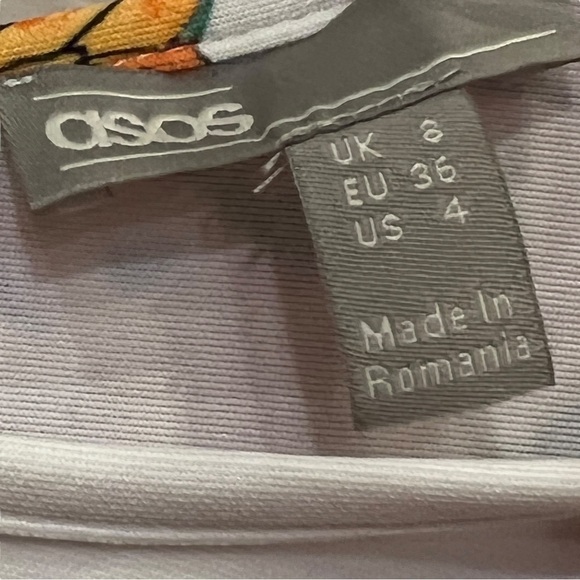 asos
UK 8
EU 36
US 4
Made In
Romania